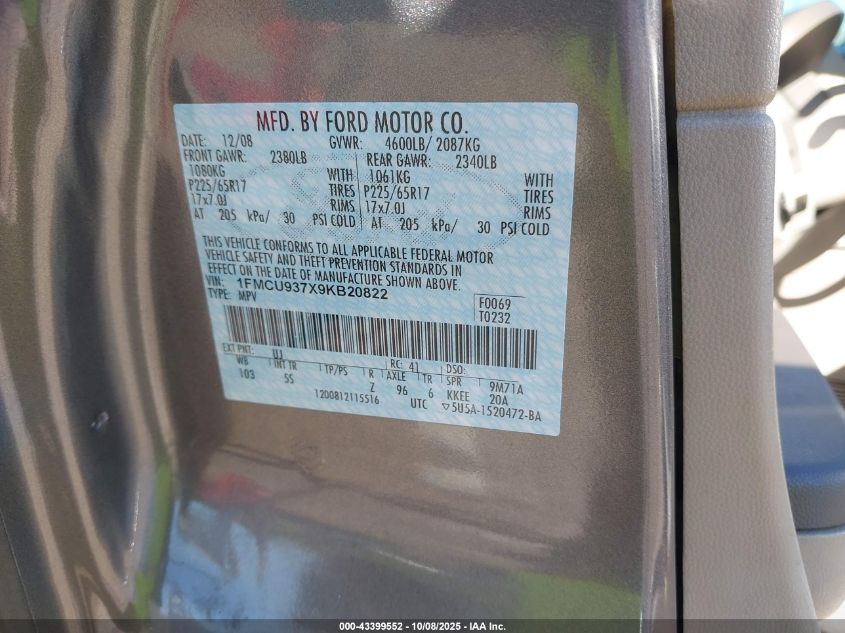 MFD. BY FORD MOTOR CO.
DATE: 12/08 GVWR: 4600LB/ 2087KG
FRONT GAWR: 2380LB REAR GAWR: 2340LB
1080KG WITH 1061KG WITH
P225/65R17 TIRES P225/65R17 TIRES
17x7.0J RIMS 17x7.0J RIMS
AT 205 kPa/ 30 PSI COLD AT 205 kPa/ 30 PSI COLD
THIS VEHICLE CONFORMS TO ALL APPLICABLE FEDERAL MOTOR
VEHICLE SAFETY AND THEFT PREVENTION STANDARDS IN
EFFECT ON THE DATE OF MANUFACTURE SHOWN ABOVE.
VIN: 1FMCU937X9KB20822
TYPE: MPV
F0069
T0232
EXT PNT: UJ RC: 41 DSO:
WB INT TR TP/PS R AXLE TR SPR 9M71A
103 5S Z 96 6 KKEE 20A
1200812115516 UTC ▽5U5A-1520472-BA
000-43399552 - 10/08/2025 - IAA Inc.